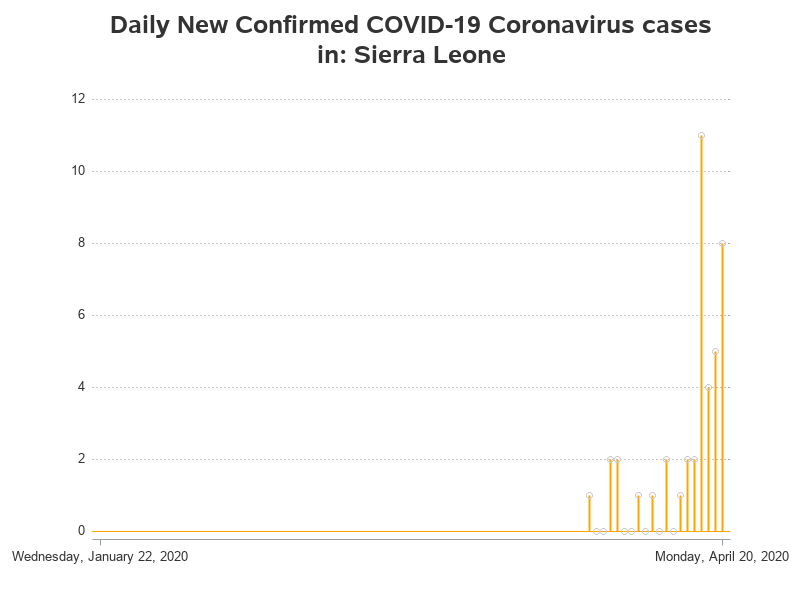 Daily New Confirmed COVID-19 Coronavirus cases
in: Sierra Leone
12
10
8
6
4
2
0
Wednesday, January 22, 2020
Monday, April 20, 2020